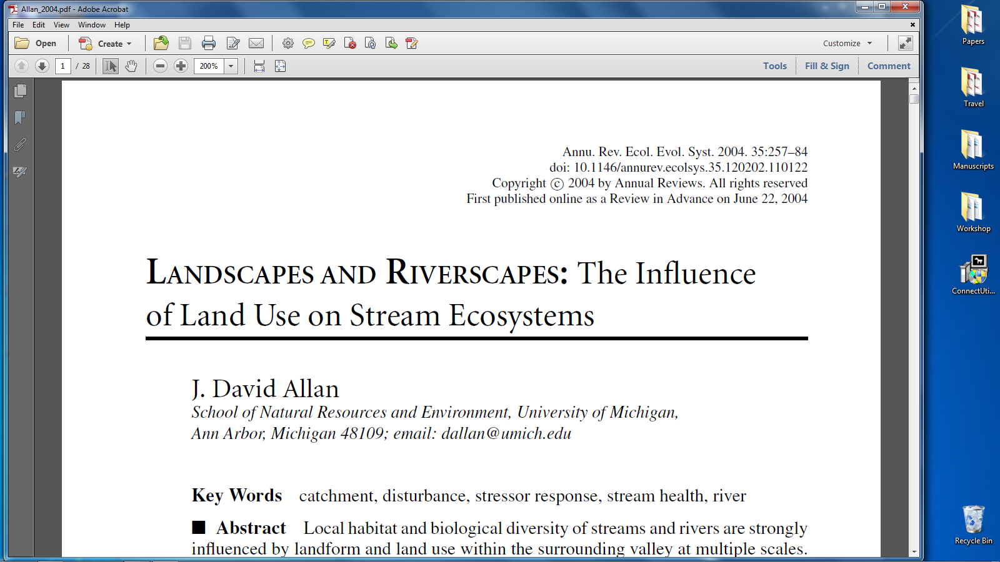 Allan_2004.pdf - Adobe Acrobat
File Edit View Window Help
Open Create Customize
1 / 28 200% Tools Fill & Sign Comment
Annu. Rev. Ecol. Evol. Syst. 2004. 35:257–84
doi: 10.1146/annurev.ecolsys.35.120202.110122
Copyright © 2004 by Annual Reviews. All rights reserved
First published online as a Review in Advance on June 22, 2004
LANDSCAPES AND RIVERSCAPES: The Influence
of Land Use on Stream Ecosystems
J. David Allan
School of Natural Resources and Environment, University of Michigan,
Ann Arbor, Michigan 48109; email: dallan@umich.edu
Key Words catchment, disturbance, stressor response, stream health, river
■ Abstract Local habitat and biological diversity of streams and rivers are strongly
influenced by landform and land use within the surrounding valley at multiple scales.
Papers
Travel
Manuscripts
Workshop
ConnectUti...
Recycle Bin